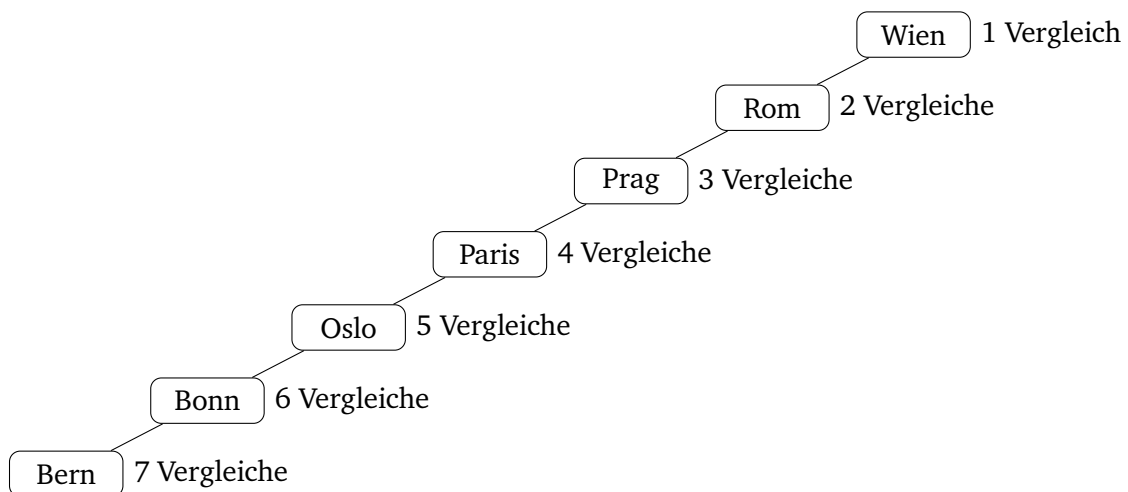 Wien 1 Vergleich
Rom 2 Vergleiche
Prag 3 Vergleiche
Paris 4 Vergleiche
Oslo 5 Vergleiche
Bonn 6 Vergleiche
Bern 7 Vergleiche